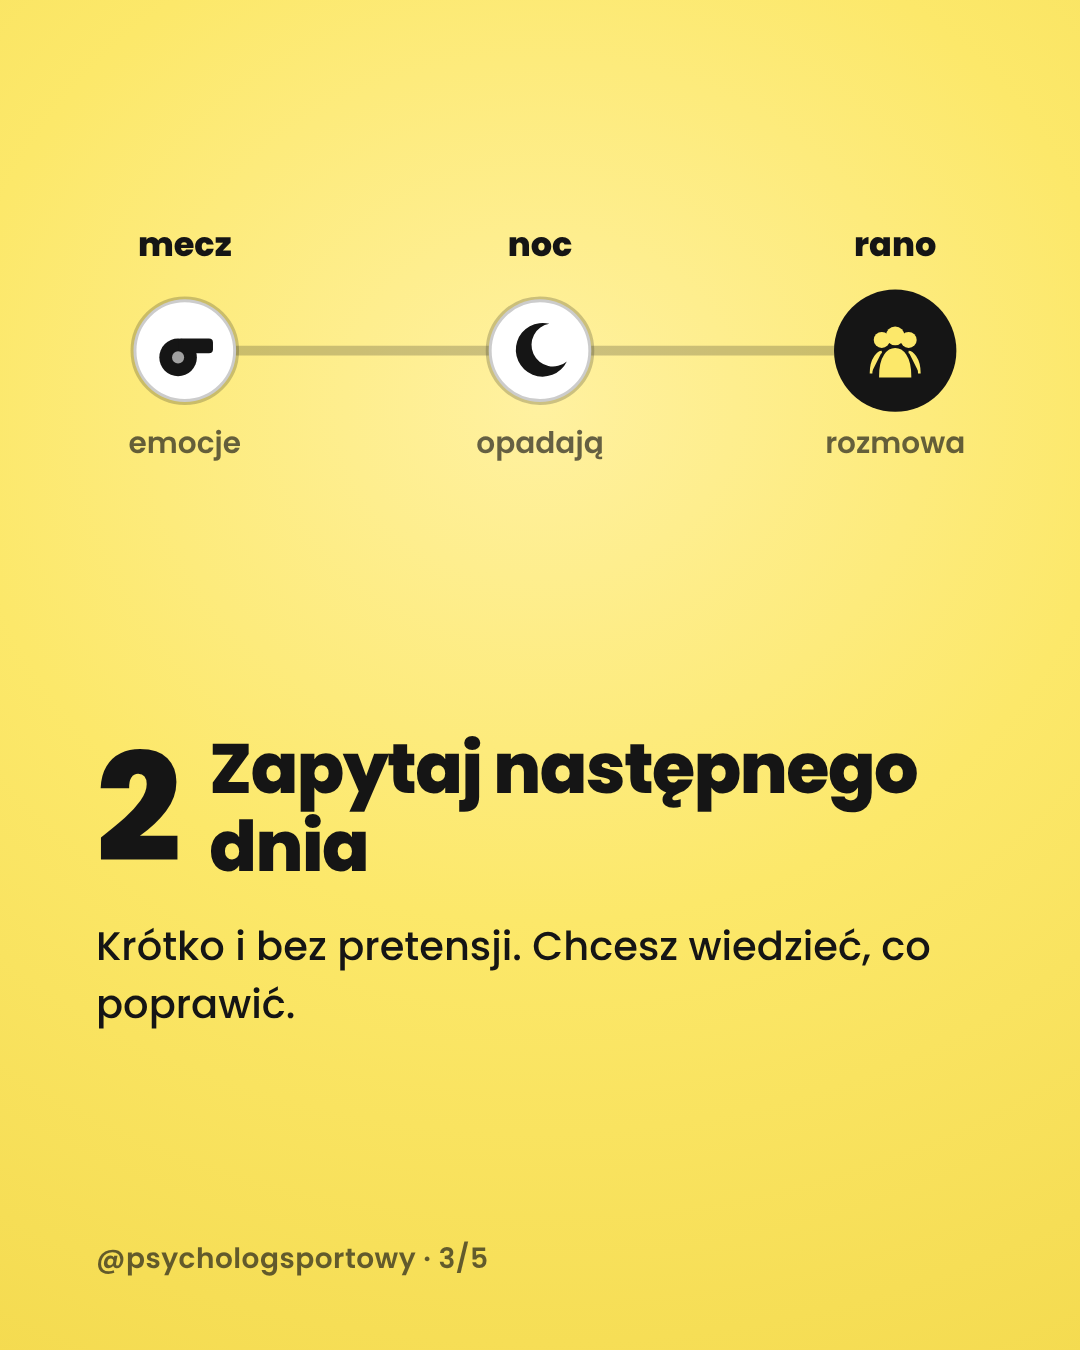 mecz noc rano
emocje opadają rozmowa
2 Zapytaj następnego
dnia
Krótko i bez pretensji. Chcesz wiedzieć, co
poprawić.
@psychologsportowy · 3/5